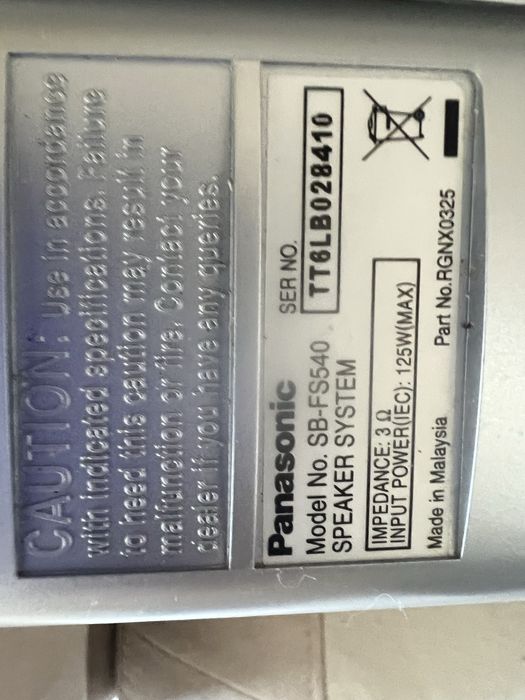 CAUTION: Use in accordance
with indicated specifications. Failure
to heed this caution may result in
malfunction or fire. Contact your
dealer if you have any queries.
Panasonic
Model No. SB-FS540
SPEAKER SYSTEM
SER NO.
TT6LB028410
IMPEDANCE: 3 Ω
INPUT POWER(IEC): 125W(MAX)
Made in Malaysia
Part No.RGNX0325